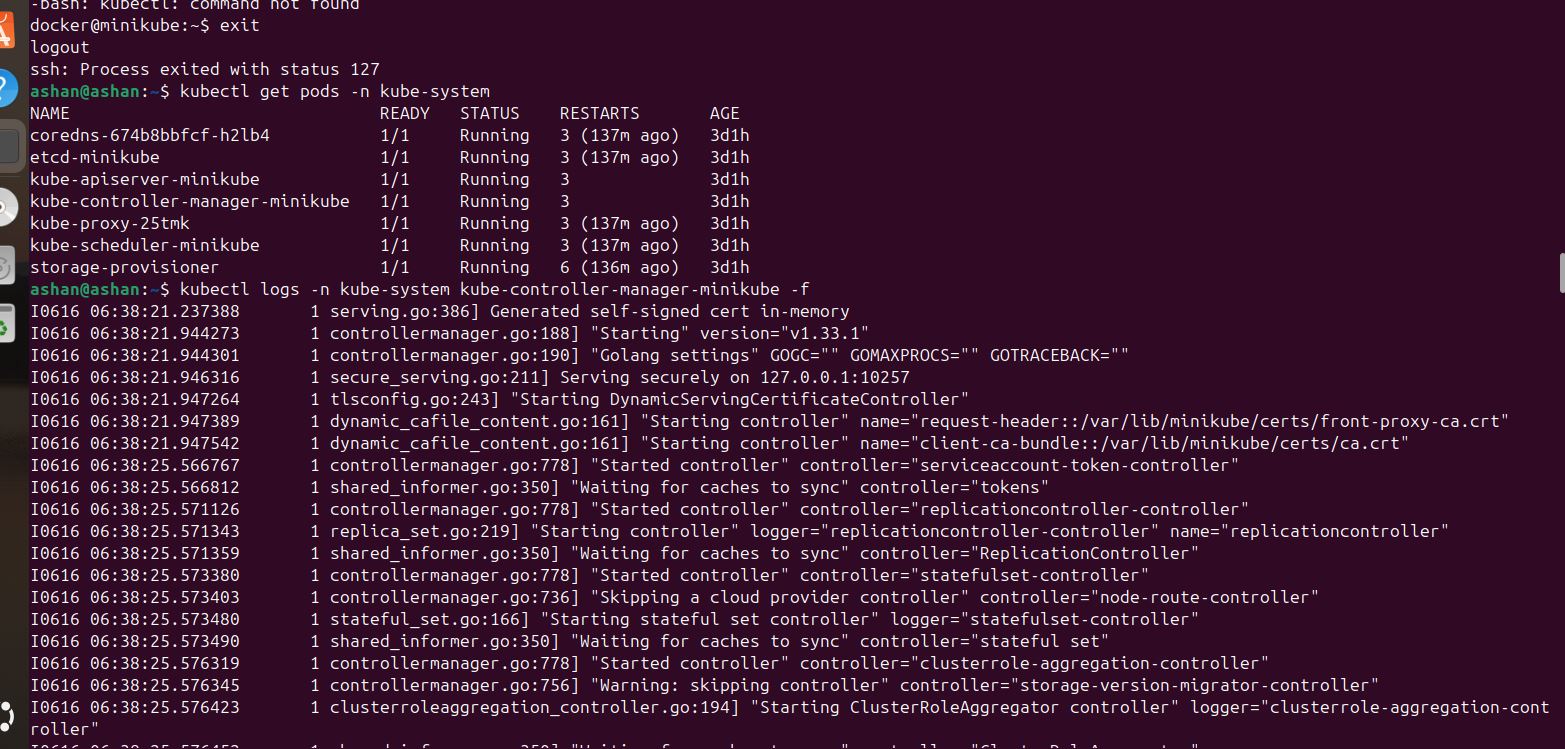 -bash: kubectl: command not found
docker@minikube:~$ exit
logout
ssh: Process exited with status 127
ashan@ashan:~$ kubectl get pods -n kube-system
NAME                               READY   STATUS    RESTARTS       AGE
coredns-674b8bbfcf-h2lb4           1/1     Running   3 (137m ago)   3d1h
etcd-minikube                      1/1     Running   3 (137m ago)   3d1h
kube-apiserver-minikube            1/1     Running   3              3d1h
kube-controller-manager-minikube   1/1     Running   3              3d1h
kube-proxy-25tmk                   1/1     Running   3 (137m ago)   3d1h
kube-scheduler-minikube            1/1     Running   3 (137m ago)   3d1h
storage-provisioner                1/1     Running   6 (136m ago)   3d1h
ashan@ashan:~$ kubectl logs -n kube-system kube-controller-manager-minikube -f
I0616 06:38:21.237388       1 serving.go:386] Generated self-signed cert in-memory
I0616 06:38:21.944273       1 controllermanager.go:188] "Starting" version="v1.33.1"
I0616 06:38:21.944301       1 controllermanager.go:190] "Golang settings" GOGC="" GOMAXPROCS="" GOTRACEBACK=""
I0616 06:38:21.946316       1 secure_serving.go:211] Serving securely on 127.0.0.1:10257
I0616 06:38:21.947264       1 tlsconfig.go:243] "Starting DynamicServingCertificateController"
I0616 06:38:21.947389       1 dynamic_cafile_content.go:161] "Starting controller" name="request-header::/var/lib/minikube/certs/front-proxy-ca.crt"
I0616 06:38:21.947542       1 dynamic_cafile_content.go:161] "Starting controller" name="client-ca-bundle::/var/lib/minikube/certs/ca.crt"
I0616 06:38:25.566767       1 controllermanager.go:778] "Started controller" controller="serviceaccount-token-controller"
I0616 06:38:25.566812       1 shared_informer.go:350] "Waiting for caches to sync" controller="tokens"
I0616 06:38:25.571126       1 controllermanager.go:778] "Started controller" controller="replicationcontroller-controller"
I0616 06:38:25.571343       1 replica_set.go:219] "Starting controller" logger="replicationcontroller-controller" name="replicationcontroller"
I0616 06:38:25.571359       1 shared_informer.go:350] "Waiting for caches to sync" controller="ReplicationController"
I0616 06:38:25.573380       1 controllermanager.go:778] "Started controller" controller="statefulset-controller"
I0616 06:38:25.573403       1 controllermanager.go:736] "Skipping a cloud provider controller" controller="node-route-controller"
I0616 06:38:25.573480       1 stateful_set.go:166] "Starting stateful set controller" logger="statefulset-controller"
I0616 06:38:25.573490       1 shared_informer.go:350] "Waiting for caches to sync" controller="stateful set"
I0616 06:38:25.576319       1 controllermanager.go:778] "Started controller" controller="clusterrole-aggregation-controller"
I0616 06:38:25.576345       1 controllermanager.go:756] "Warning: skipping controller" controller="storage-version-migrator-controller"
I0616 06:38:25.576423       1 clusterroleaggregation_controller.go:194] "Starting ClusterRoleAggregator controller" logger="clusterrole-aggregation-cont
roller"